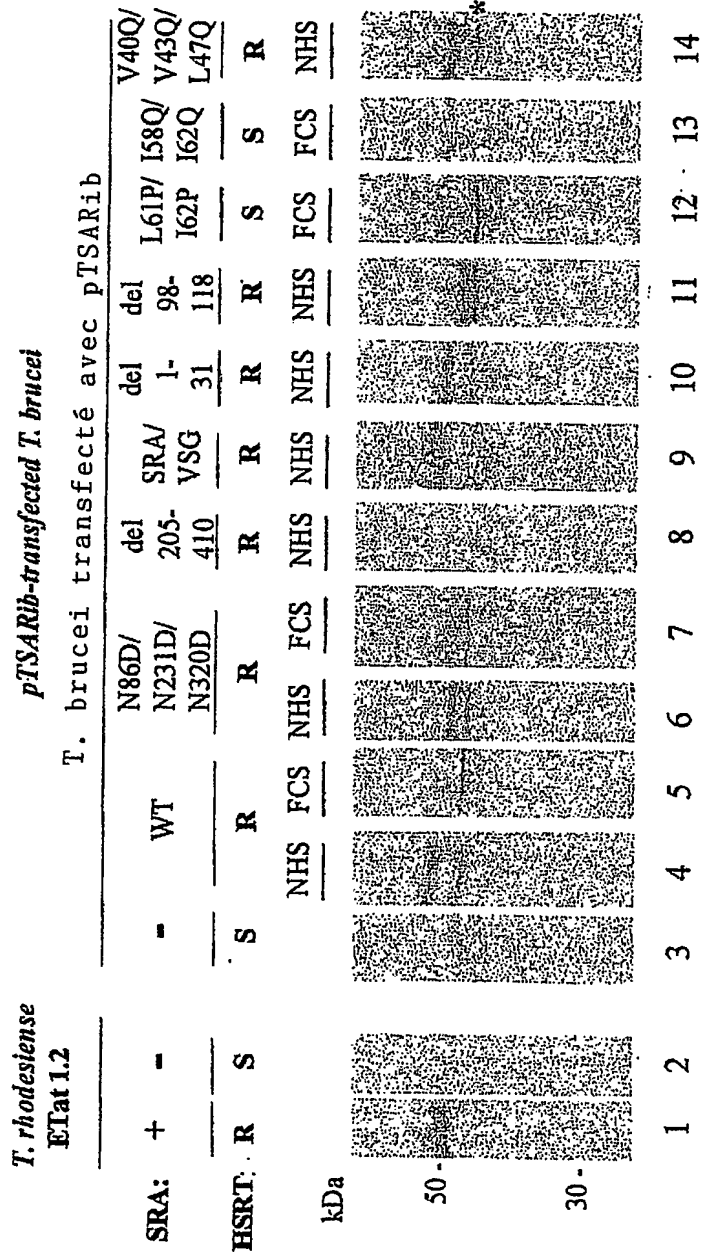 T. rhodesiense
ETat 1.2
pTSARib-transfected T. brucei
T. brucei transfecté avec pTSARib
SRA: + - - WT N86D/ N231D/ N320D del 205- 410 SRA/ VSG del 1- 31 del 98- 118 L61P/ I62P I58Q/ I62Q V40Q/ V43Q/ L47Q
HSRT: R S S R R R R R R S S R
NHS FCS NHS FCS NHS NHS NHS NHS FCS FCS NHS
kDa
50 -
30 -
*
1 2 3 4 5 6 7 8 9 10 11 12 13 14